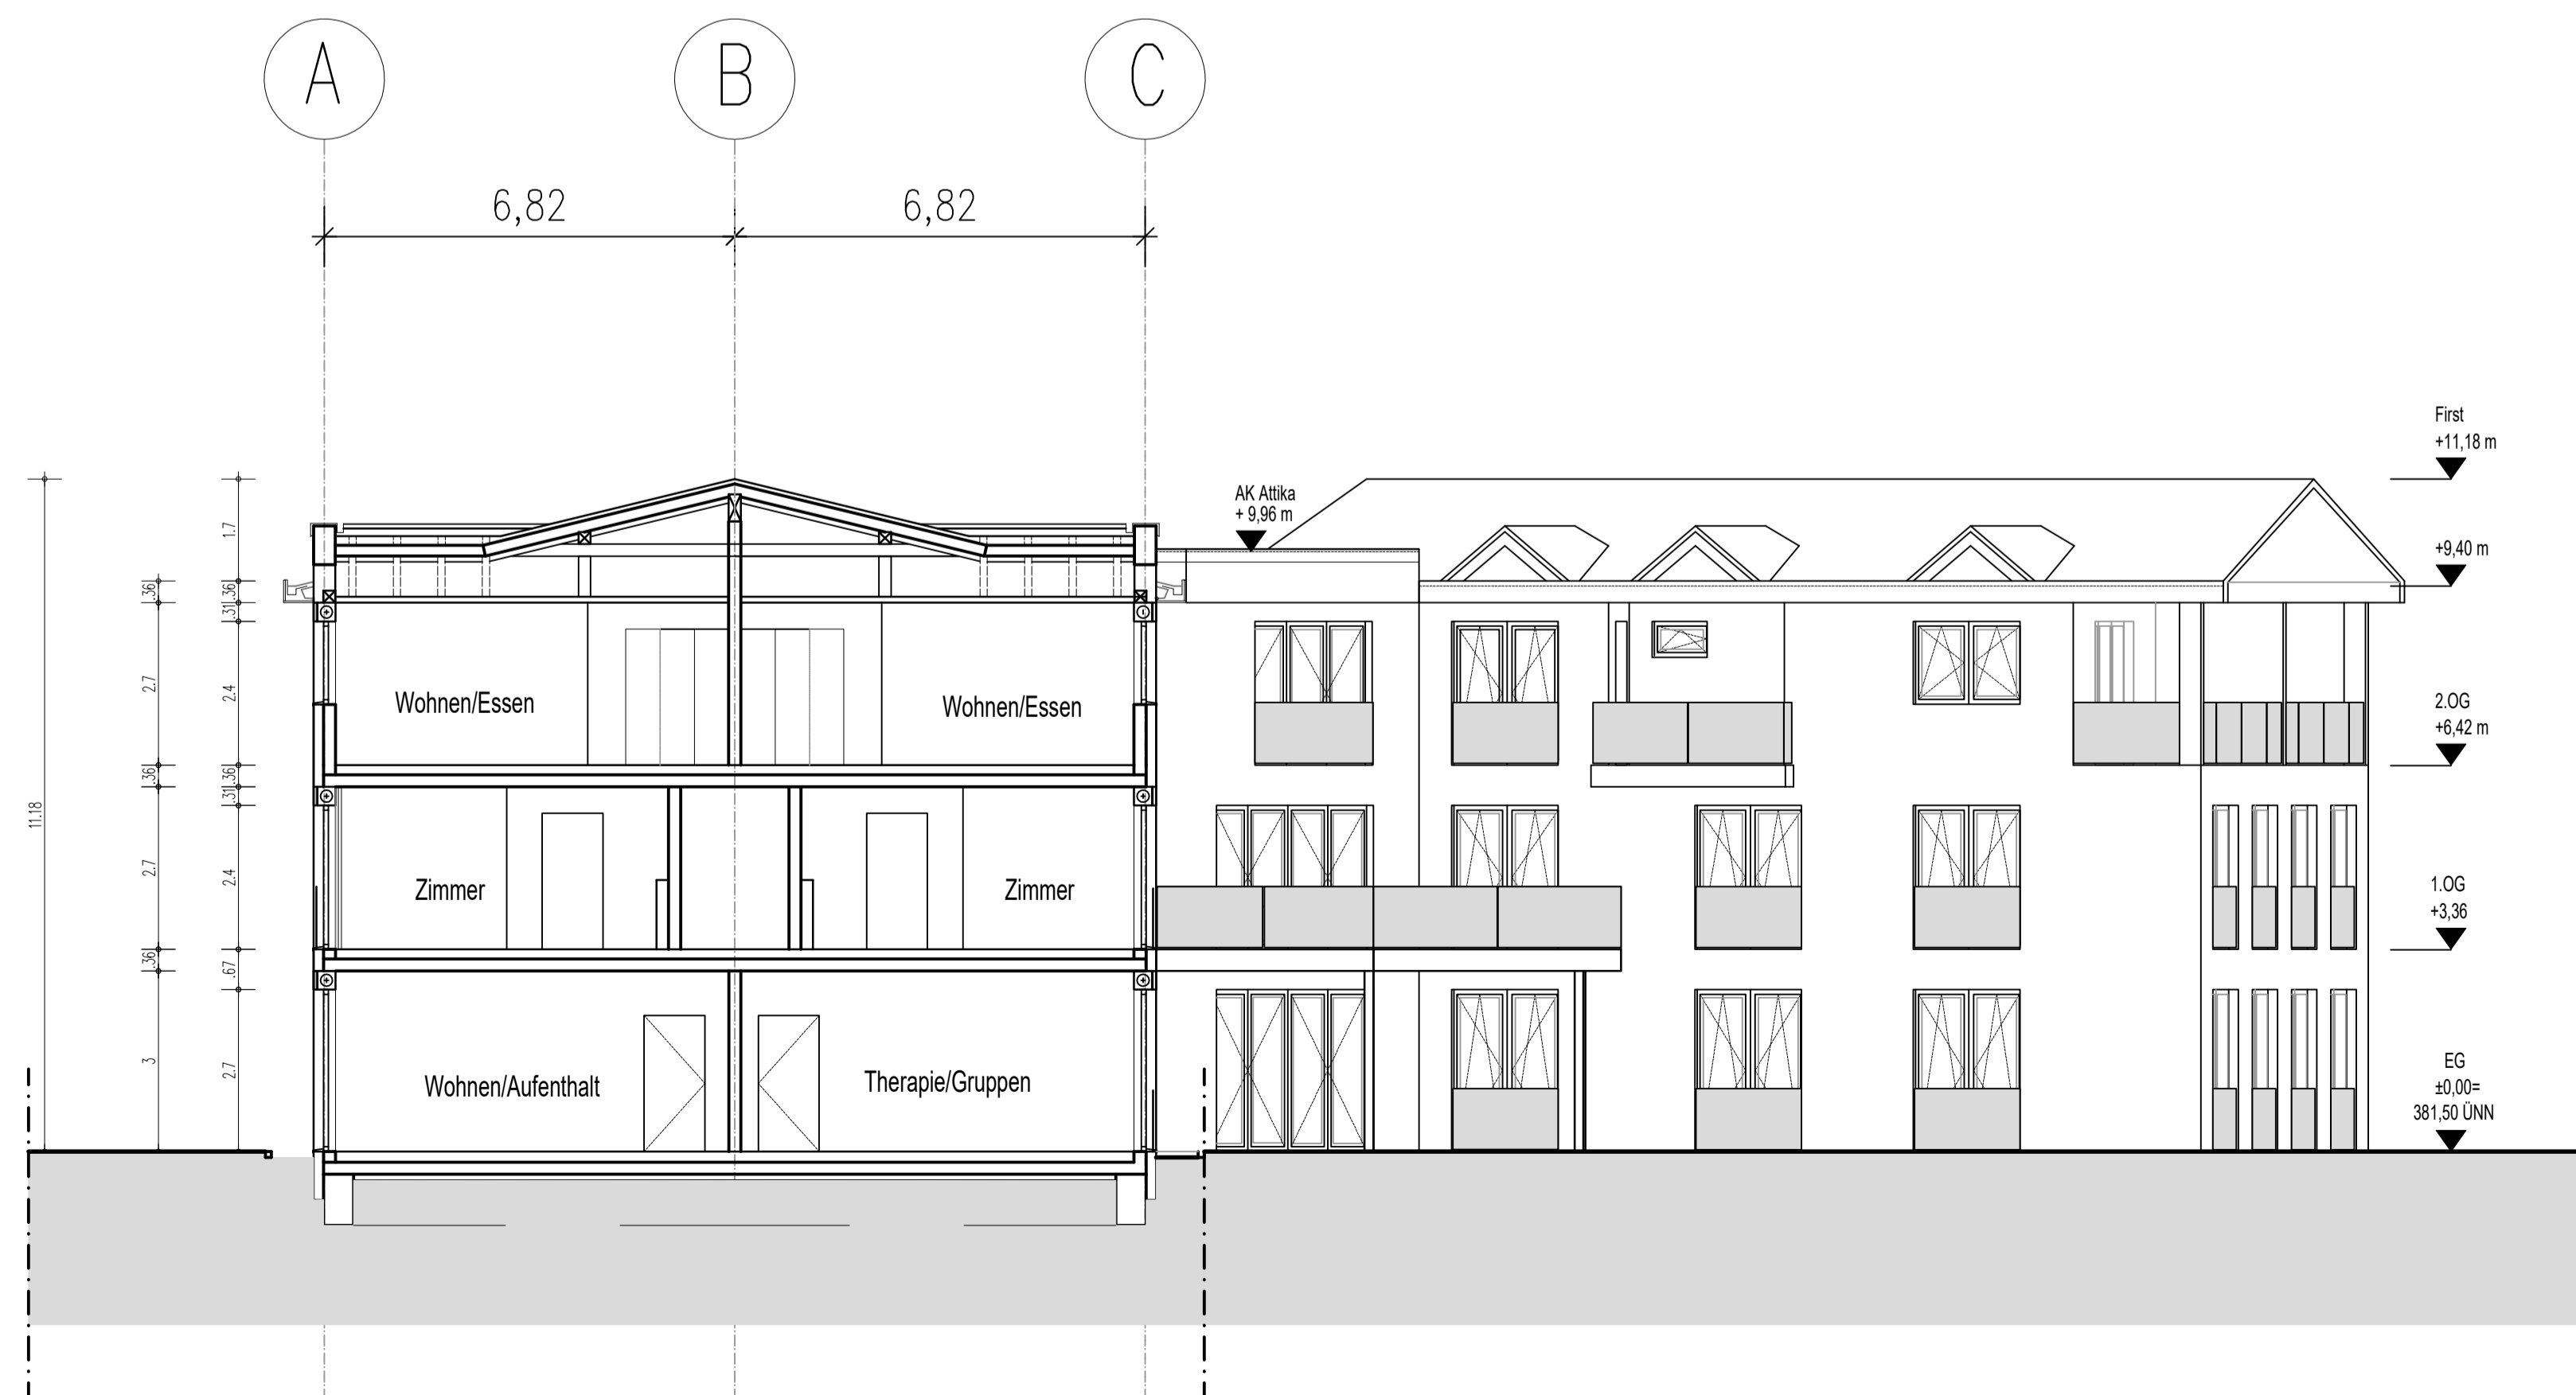 A
B
C
6,82
6,82
First
+11,18 m
AK Attika
+ 9,96 m
+9,40 m
2.OG
+6,42 m
1.OG
+3,36
EG
±0,00=
381,50 ÜNN
11.18
.36
2.7
.36
2.7
.36
3
1.7
.36
.31
2.4
.36
.31
2.4
.67
2.7
Wohnen/Essen
Wohnen/Essen
Zimmer
Zimmer
Wohnen/Aufenthalt
Therapie/Gruppen